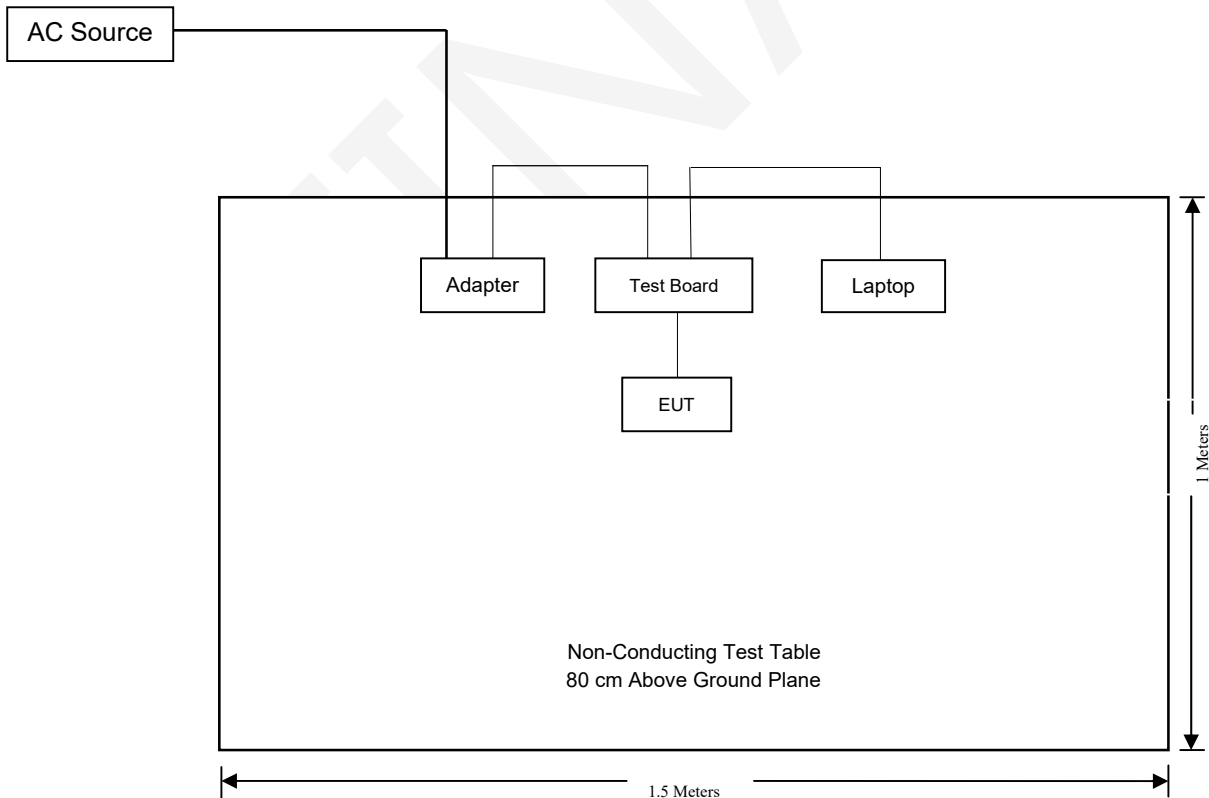 AC Source
Adapter
Test Board
Laptop
EUT
1 Meters
Non-Conducting Test Table
80 cm Above Ground Plane
1.5 Meters